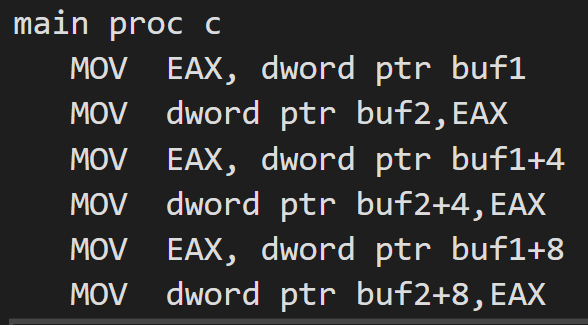 main proc c
MOV  EAX, dword ptr buf1
MOV  dword ptr buf2,EAX
MOV  EAX, dword ptr buf1+4
MOV  dword ptr buf2+4,EAX
MOV  EAX, dword ptr buf1+8
MOV  dword ptr buf2+8,EAX